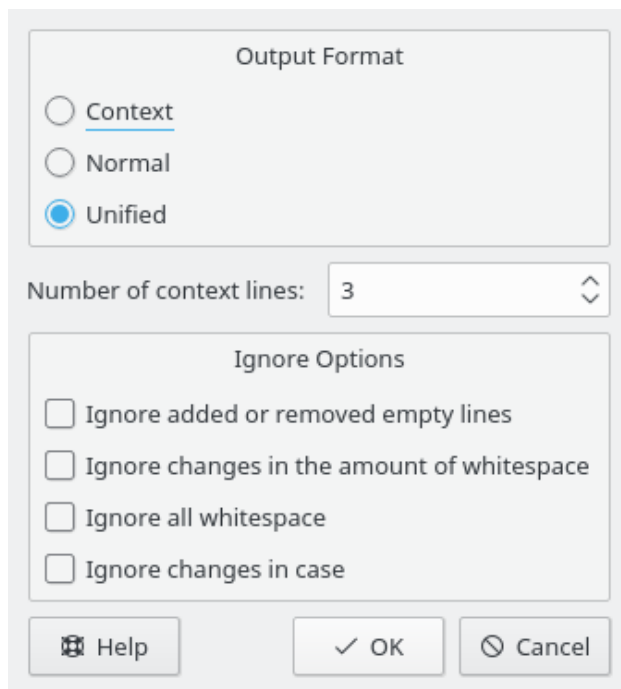 Output Format
Context
Normal
Unified
Number of context lines: 3
Ignore Options
Ignore added or removed empty lines
Ignore changes in the amount of whitespace
Ignore all whitespace
Ignore changes in case
Help OK Cancel